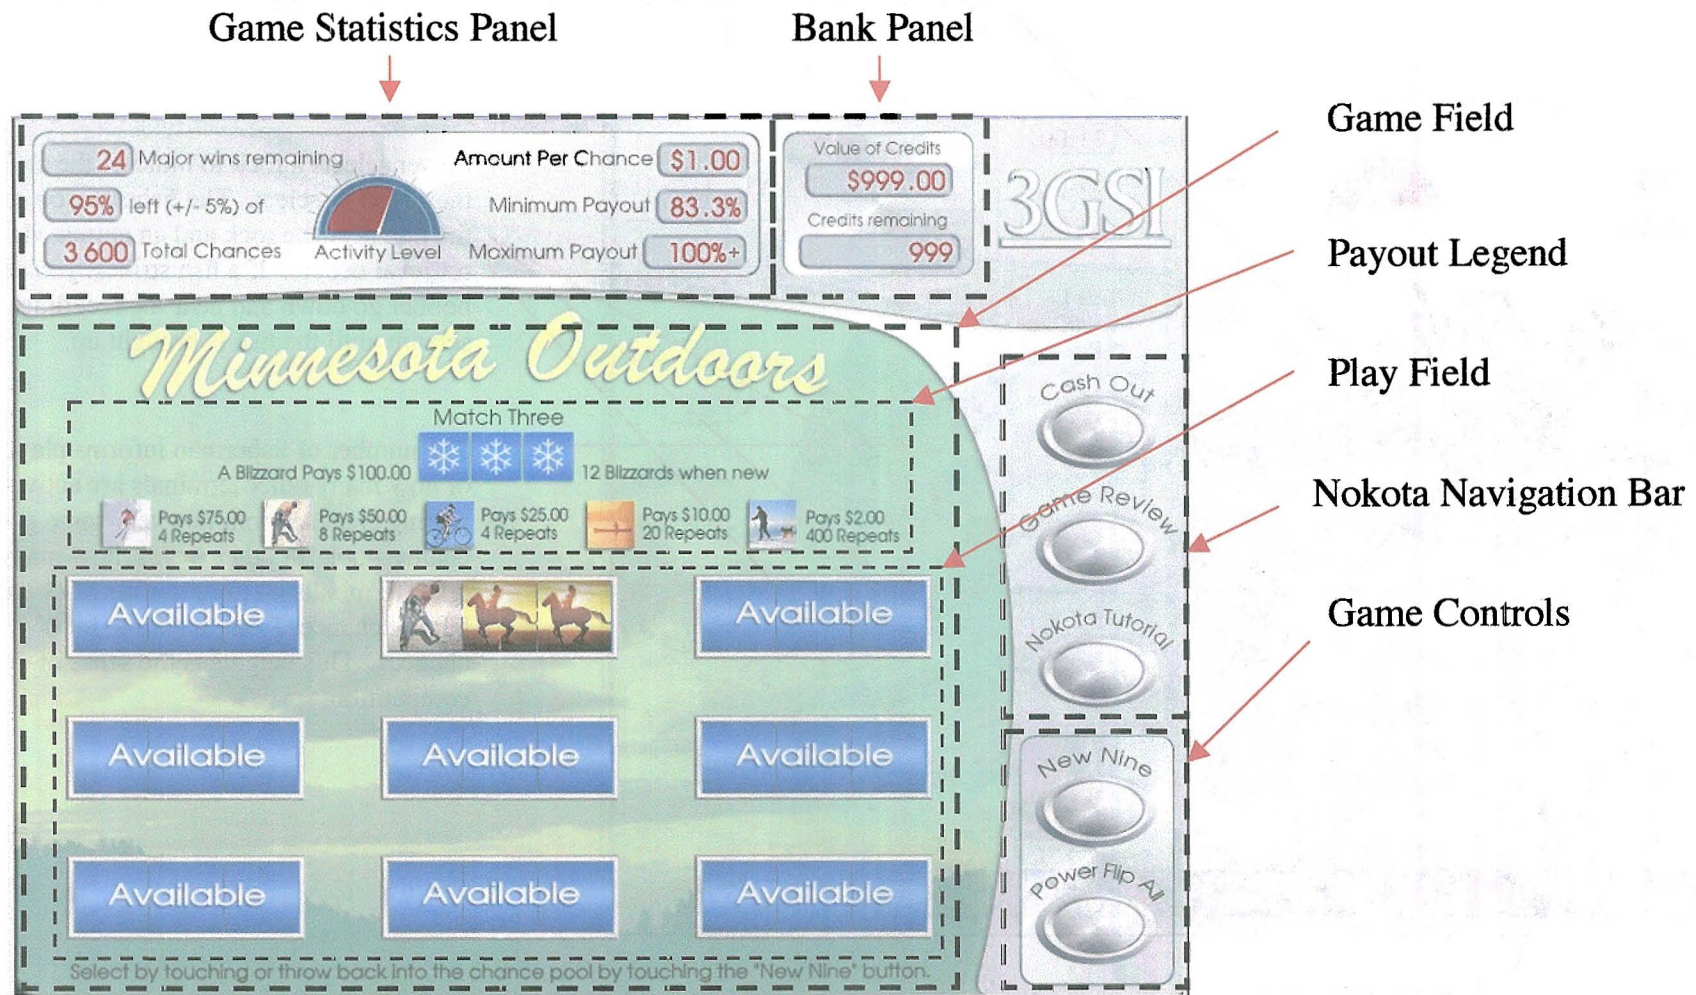 Game Statistics Panel
Bank Panel
24 Major wins remaining
95% left (+/- 5%) of
3 600 Total Chances
Activity Level
Amount Per Chance $1.00
Minimum Payout 83.3%
Maximum Payout 100%+
Value of Credits
$999.00
Credits remaining
999
3GSI
Game Field
Payout Legend
Play Field
Nokota Navigation Bar
Game Controls
Minnesota Outdoors
Match Three
A Blizzard Pays $100.00
12 Blizzards when new
Pays $75.00
4 Repeats
Pays $50.00
8 Repeats
Pays $25.00
4 Repeats
Pays $10.00
20 Repeats
Pays $2.00
400 Repeats
Available
Available
Available
Available
Available
Available
Available
Available
Select by touching or throw back into the chance pool by touching the "New Nine" button.
Cash Out
Game Review
Nokota Tutorial
New Nine
Power Flip All